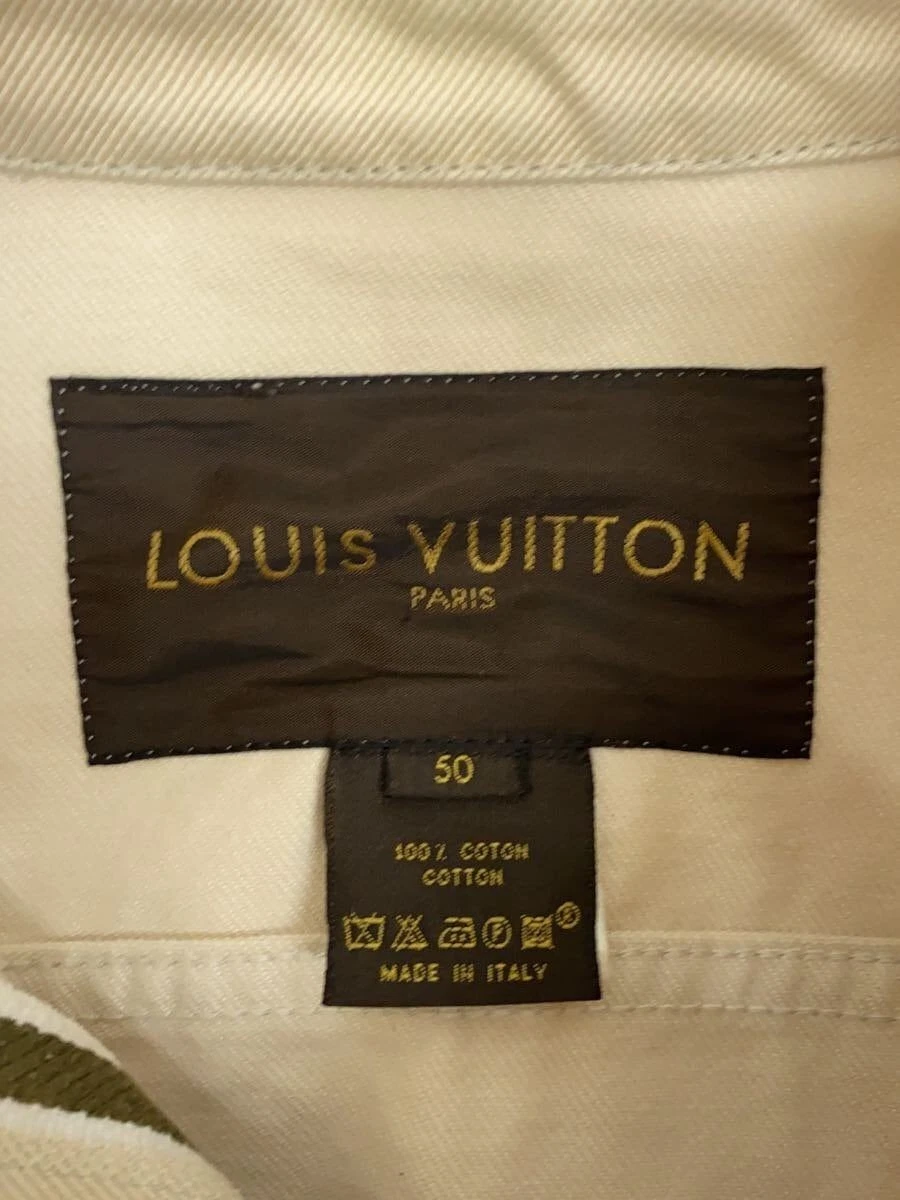 LOUIS VUITTON
PARIS
50
100% COTON
COTTON
MADE IN ITALY